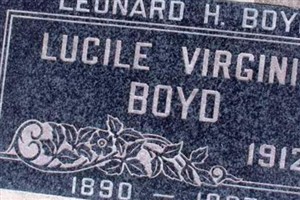 LEONARD H. BOY
LUCILE VIRGINI
BOYD
1912
1890